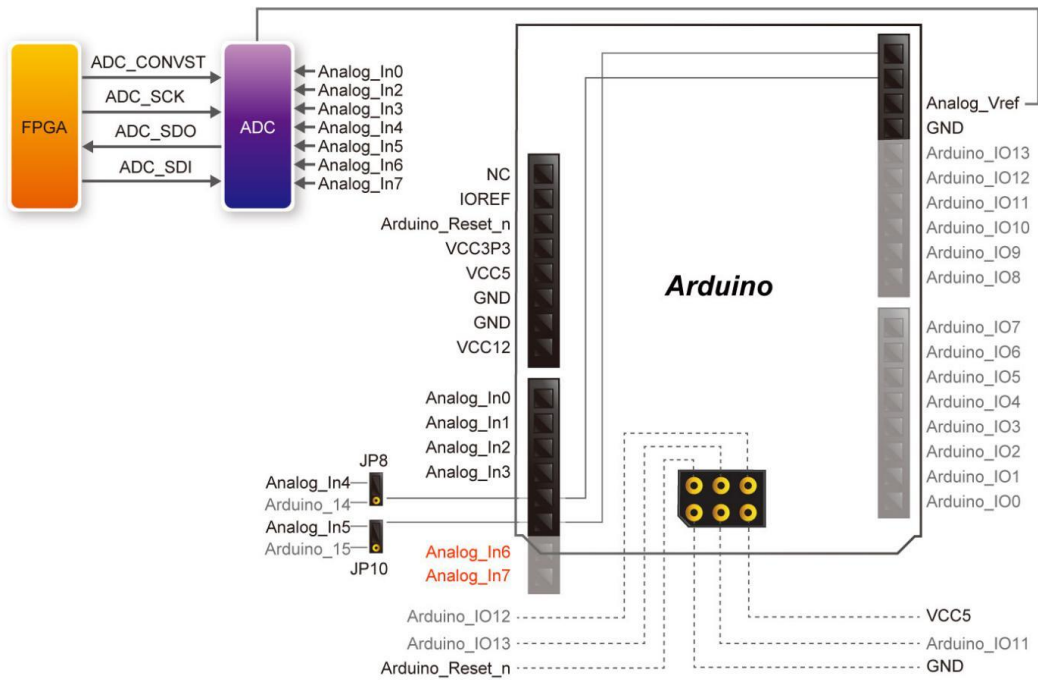 FPGA
ADC_CONVST
ADC_SCK
ADC_SDO
ADC_SDI
ADC
Analog_In0
Analog_In2
Analog_In3
Analog_In4
Analog_In5
Analog_In6
Analog_In7
NC
IOREF
Arduino_Reset_n
VCC3P3
VCC5
GND
GND
VCC12
Analog_In0
Analog_In1
Analog_In2
Analog_In3
JP8
Analog_In4
Arduino_14
Analog_In5
Arduino_15
JP10
Analog_In6
Analog_In7
Arduino_IO12
Arduino_IO13
Arduino_Reset_n
Arduino
Analog_Vref
GND
Arduino_IO13
Arduino_IO12
Arduino_IO11
Arduino_IO10
Arduino_IO9
Arduino_IO8
Arduino_IO7
Arduino_IO6
Arduino_IO5
Arduino_IO4
Arduino_IO3
Arduino_IO2
Arduino_IO1
Arduino_IO0
VCC5
Arduino_IO11
GND